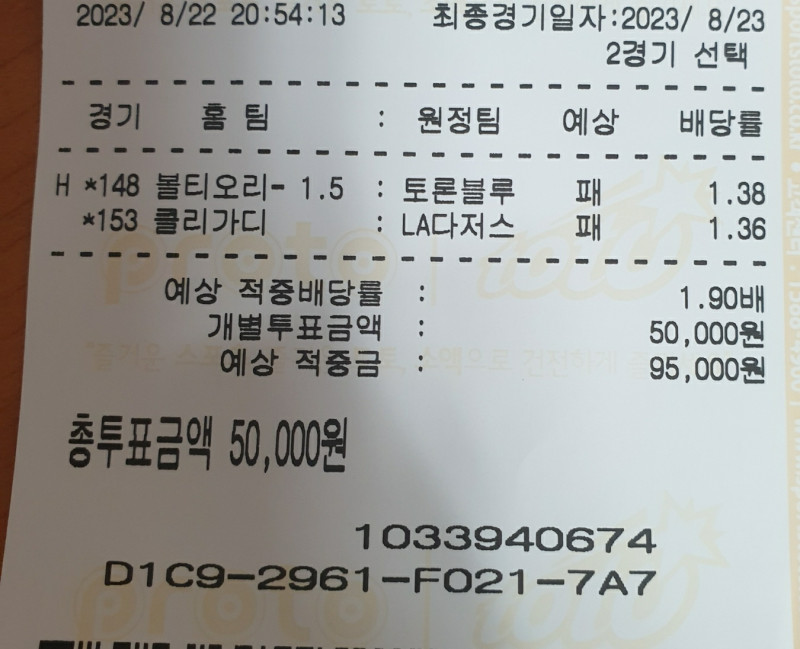 2023/ 8/22 20:54:13 최종경기일자:2023/ 8/23
2경기 선택
경기 홈 팀 : 원정팀 예상 배당률
H *148 볼티오리- 1.5 : 토론블루 패 1.38
*153 클리가디 : LA다저스 패 1.36
예상 적중배당률 : 1.90배
개별투표금액 : 50,000원
예상 적중금 : 95,000원
총투표금액 50,000원
1033940674
D1C9-2961-F021-7A7
proto
toto
proto
toto